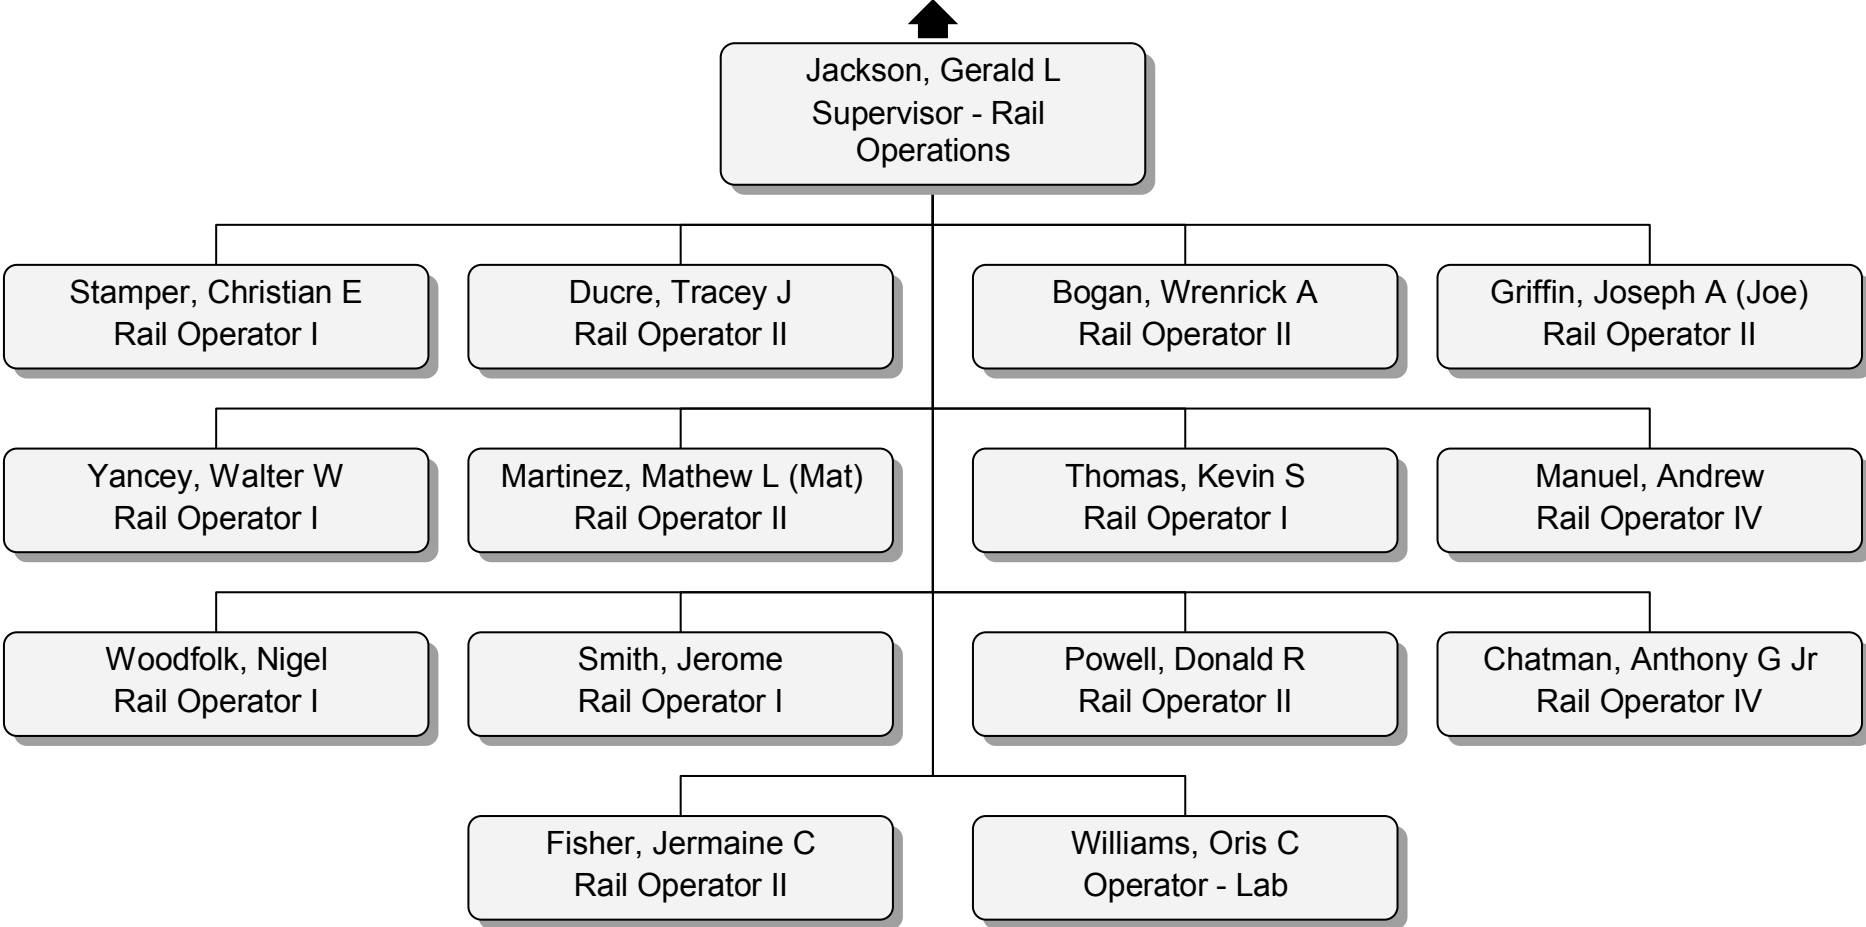 Jackson, Gerald L
Supervisor - Rail
Operations
Stamper, Christian E
Rail Operator I
Ducre, Tracey J
Rail Operator II
Bogan, Wrenrick A
Rail Operator II
Griffin, Joseph A (Joe)
Rail Operator II
Yancey, Walter W
Rail Operator I
Martinez, Mathew L (Mat)
Rail Operator II
Thomas, Kevin S
Rail Operator I
Manuel, Andrew
Rail Operator IV
Woodfolk, Nigel
Rail Operator I
Smith, Jerome
Rail Operator I
Powell, Donald R
Rail Operator II
Chatman, Anthony G Jr
Rail Operator IV
Fisher, Jermaine C
Rail Operator II
Williams, Oris C
Operator - Lab